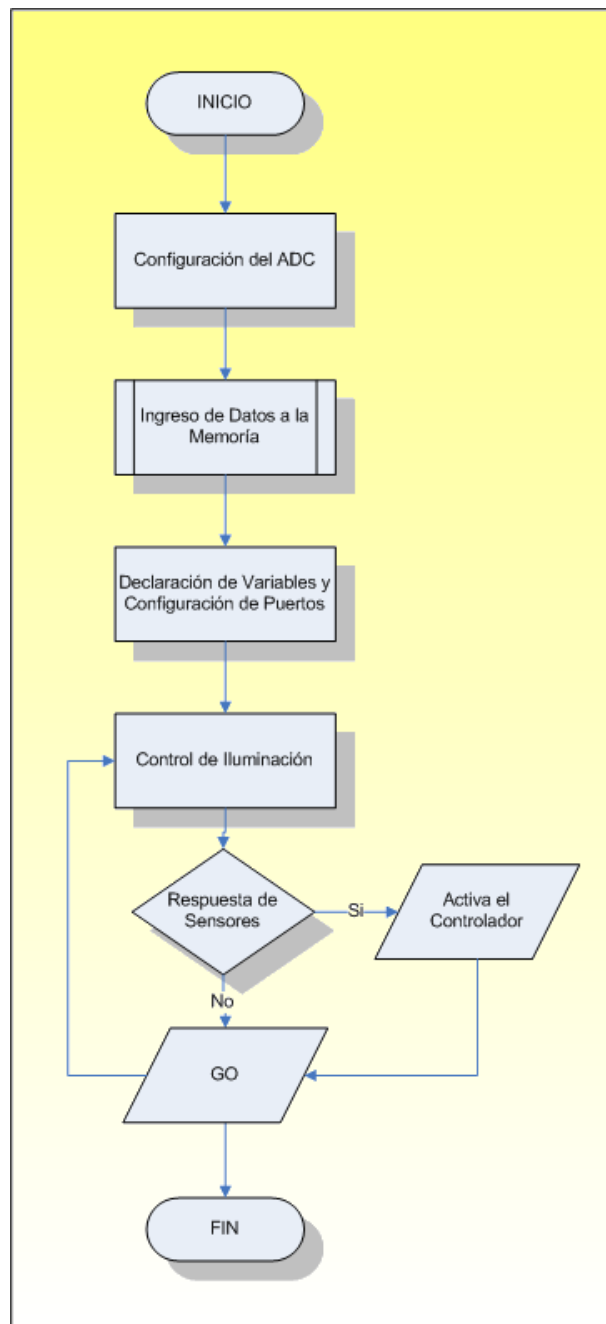 INICIO
Configuración del ADC
Ingreso de Datos a la
Memoría
Declaración de Variables y
Configuración de Puertos
Control de Iluminación
Respuesta de
Sensores
Si
Activa el
Controlador
No
GO
FIN